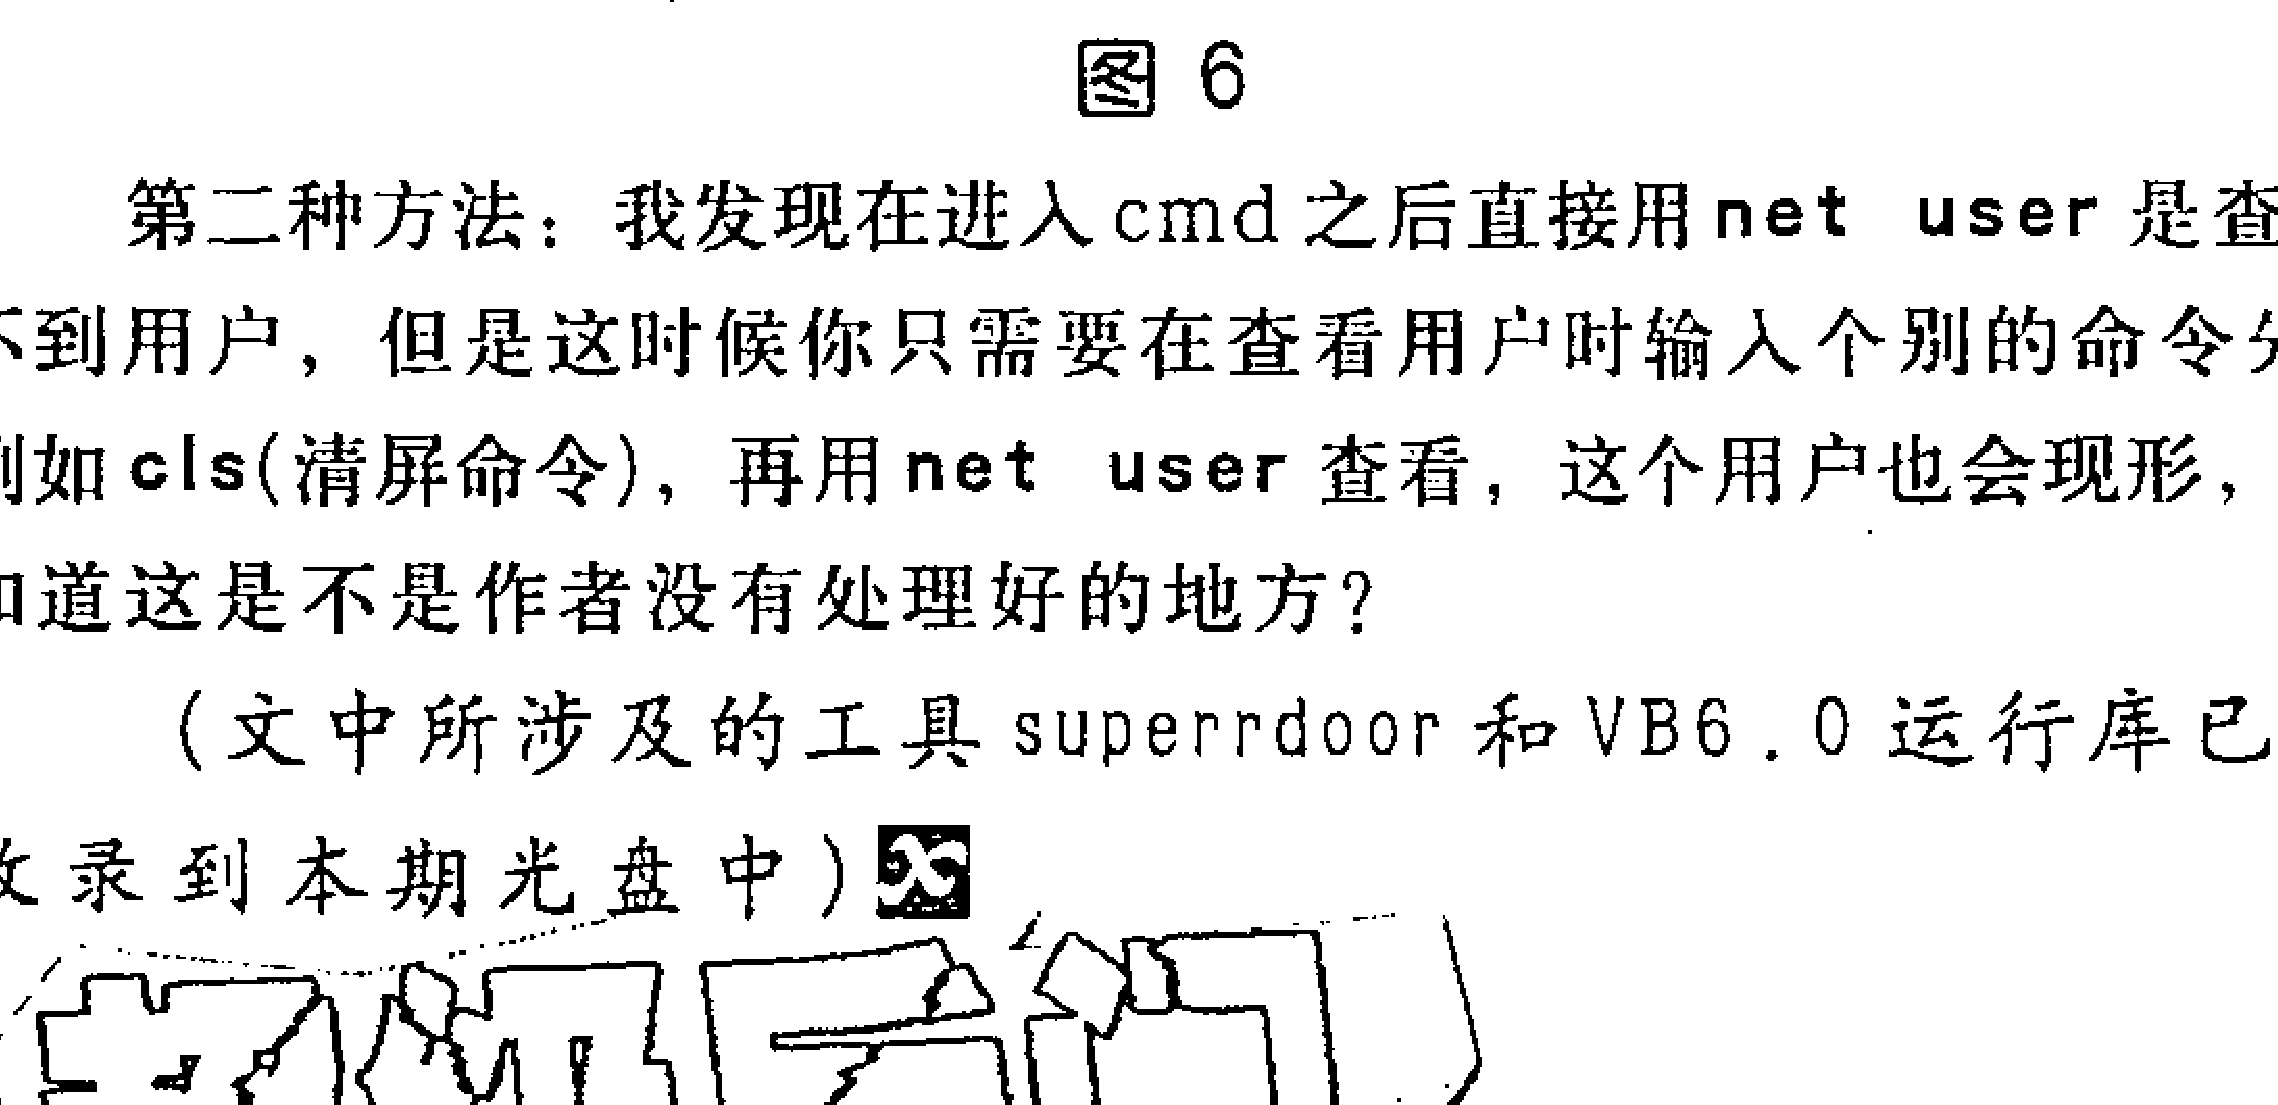 图 6
第二种方法：我发现在进入cmd之后直接用net user是查
不到用户，但是这时候你只需要在查看用户时输入个别的命令
例如cls(清屏命令)，再用net user查看，这个用户也会现形，
知道这是不是作者没有处理好的地方？
(文中所涉及的工具superrdoor和VB6.0运行库已
收录到本期光盘中)